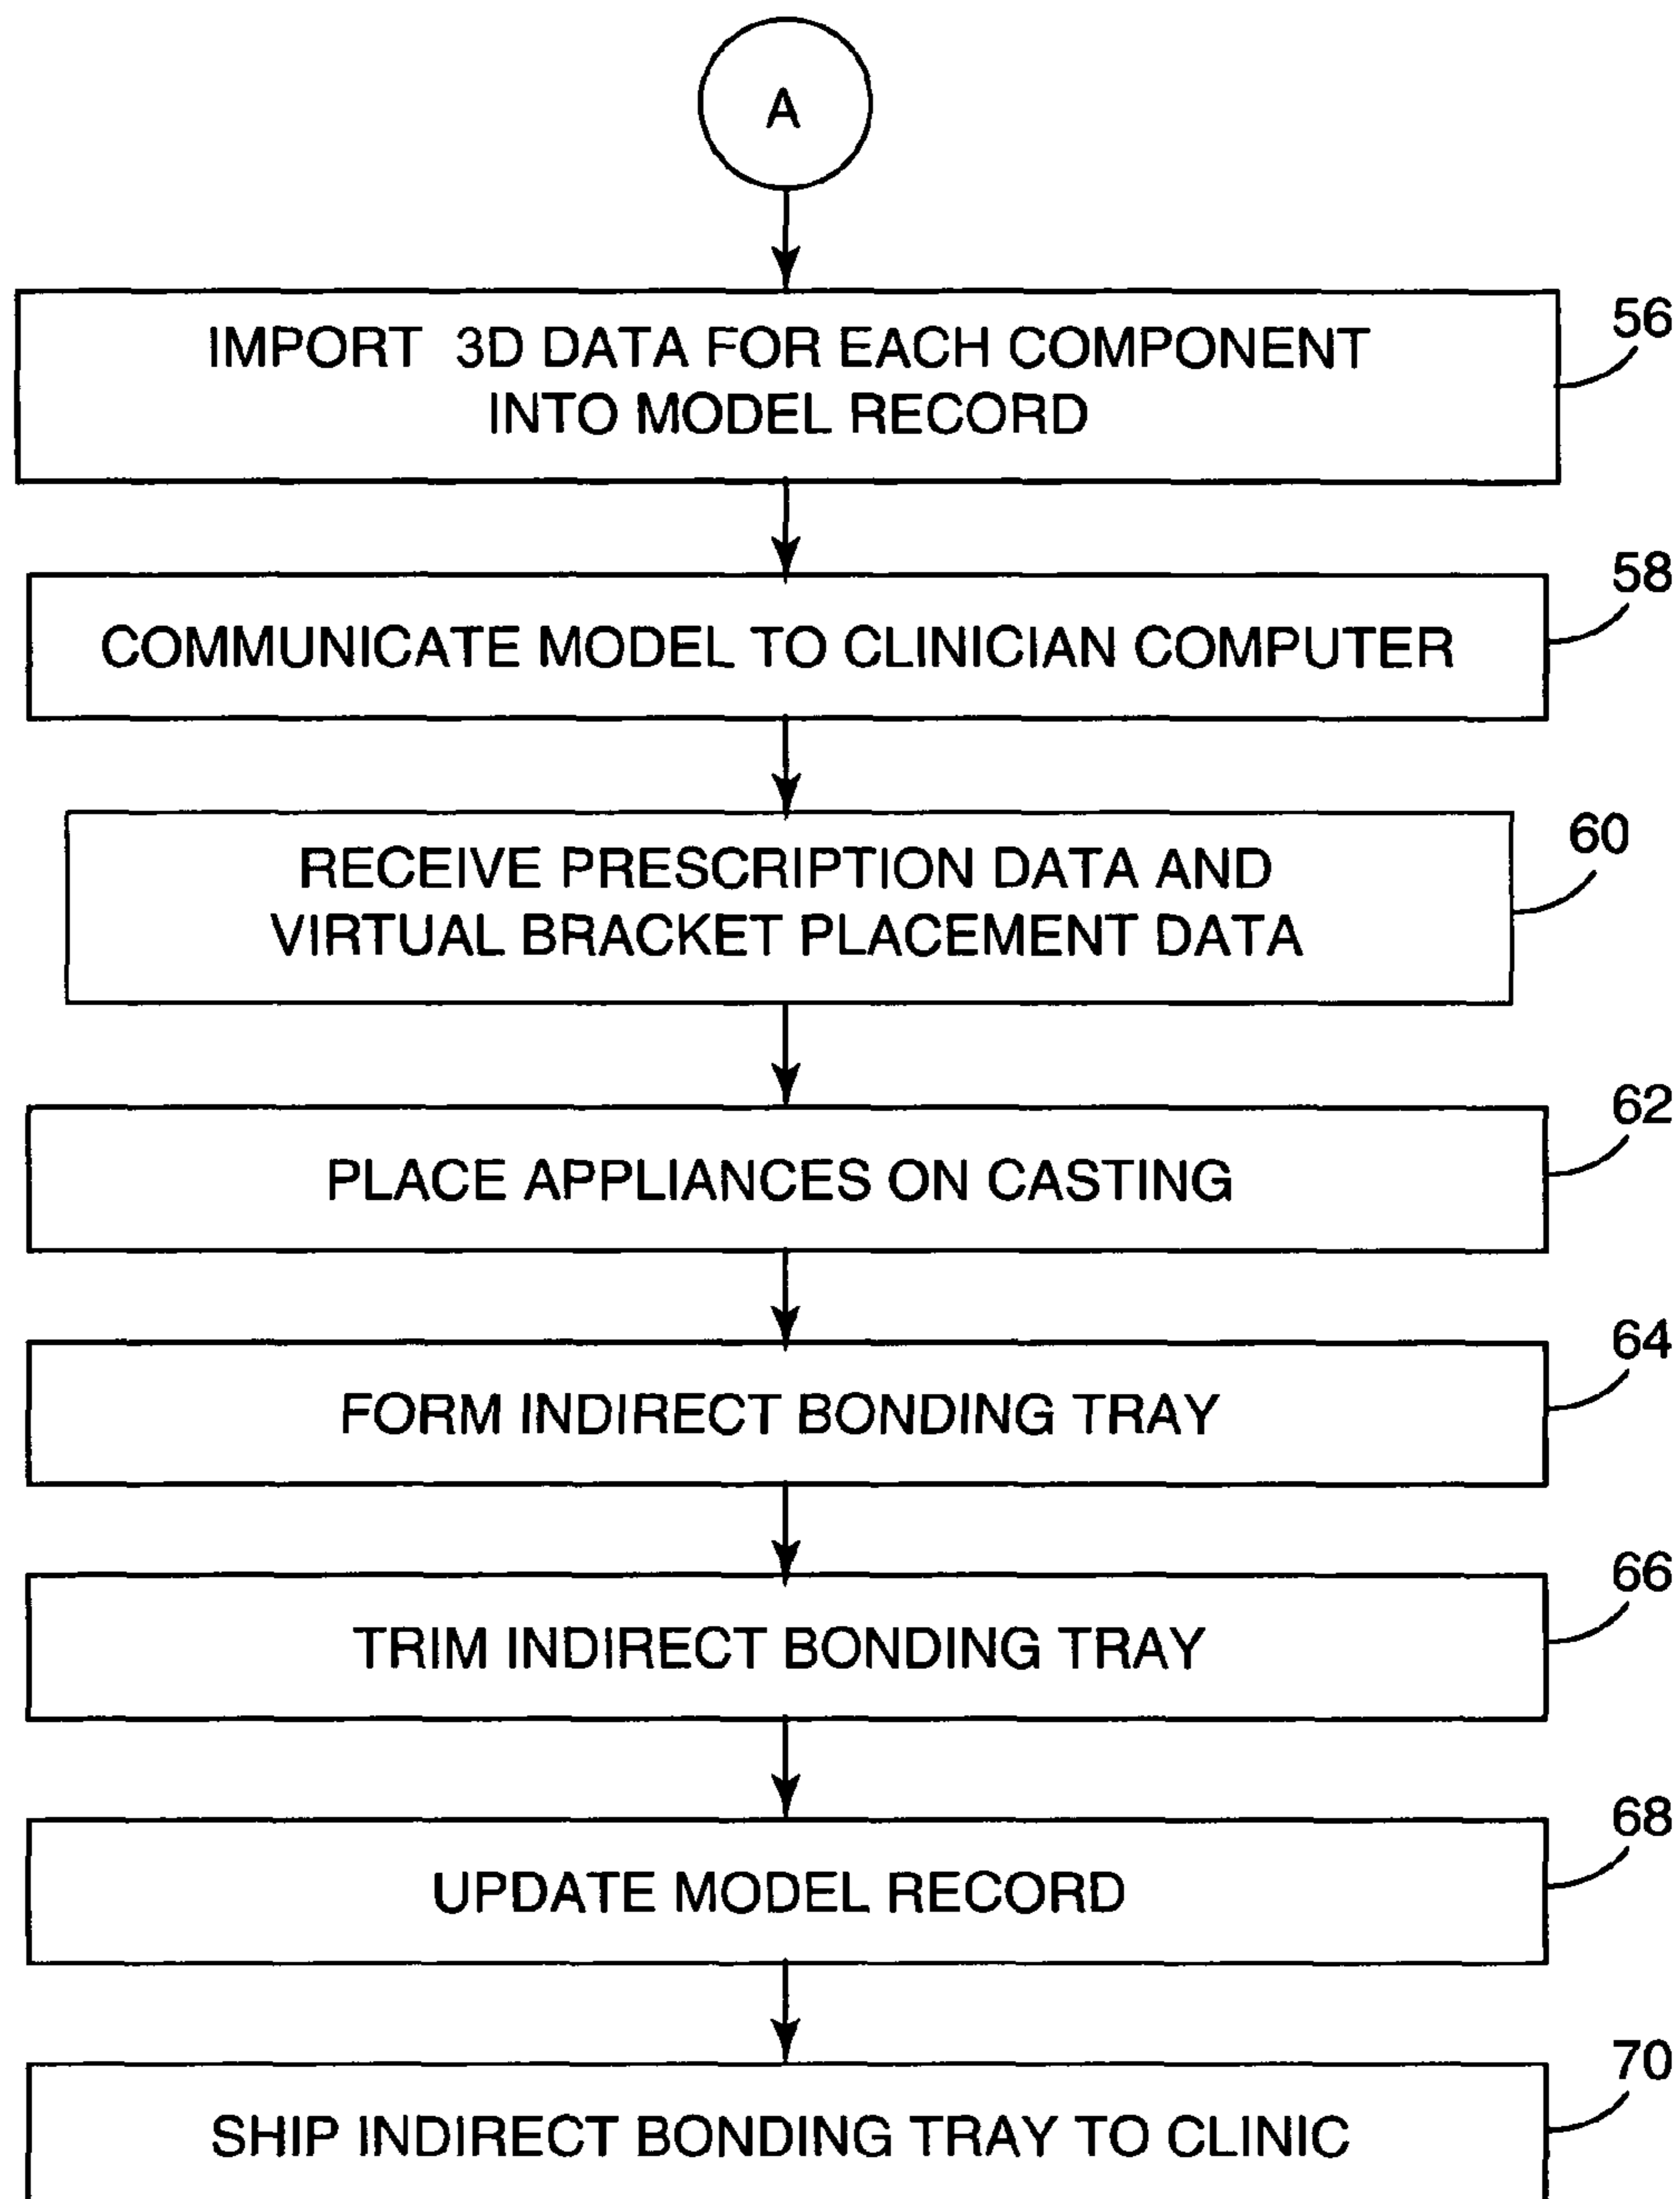 A
IMPORT 3D DATA FOR EACH COMPONENT
INTO MODEL RECORD
56
COMMUNICATE MODEL TO CLINICIAN COMPUTER
58
RECEIVE PRESCRIPTION DATA AND
VIRTUAL BRACKET PLACEMENT DATA
60
PLACE APPLIANCES ON CASTING
62
FORM INDIRECT BONDING TRAY
64
TRIM INDIRECT BONDING TRAY
66
UPDATE MODEL RECORD
68
SHIP INDIRECT BONDING TRAY TO CLINIC
70